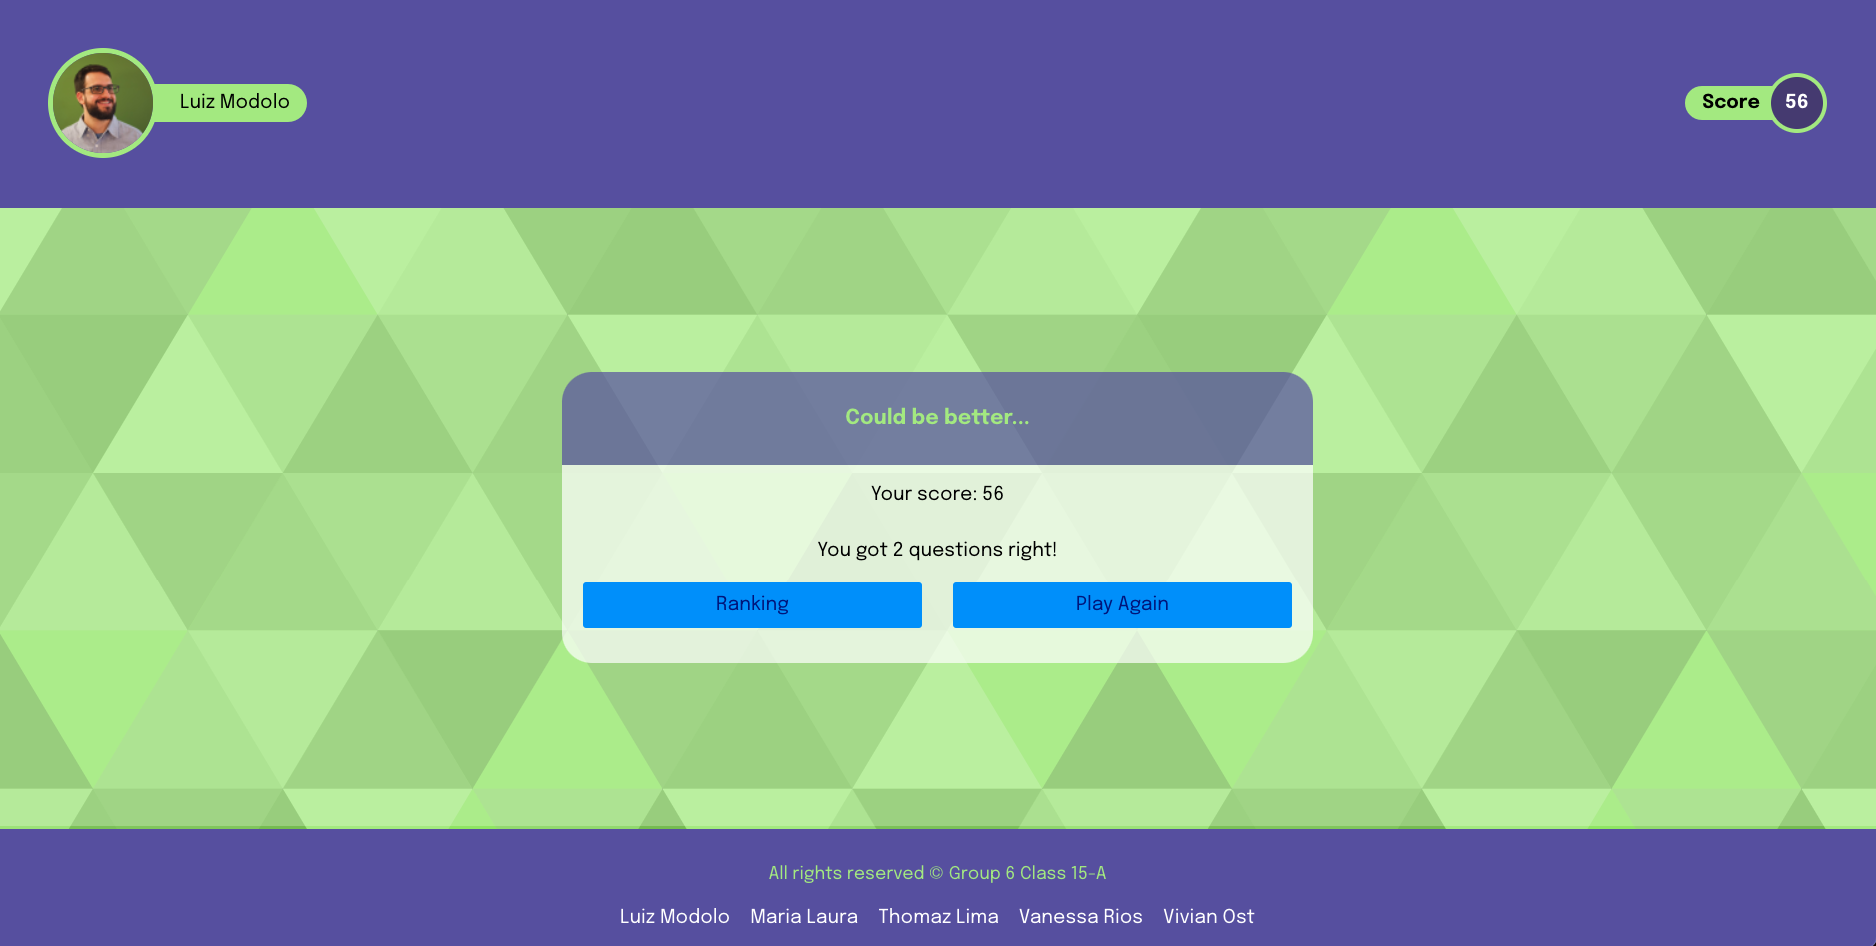 Luiz Modolo
Score 56
Could be better...
Your score: 56
You got 2 questions right!
Ranking
Play Again
All rights reserved © Group 6 Class 15-A
Luiz Modolo Maria Laura Thomaz Lima Vanessa Rios Vivian Ost